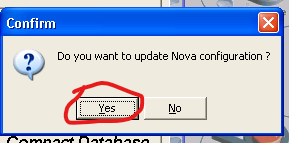 Confirm
Do you want to update Nova configuration ?
Yes No
Compact Database